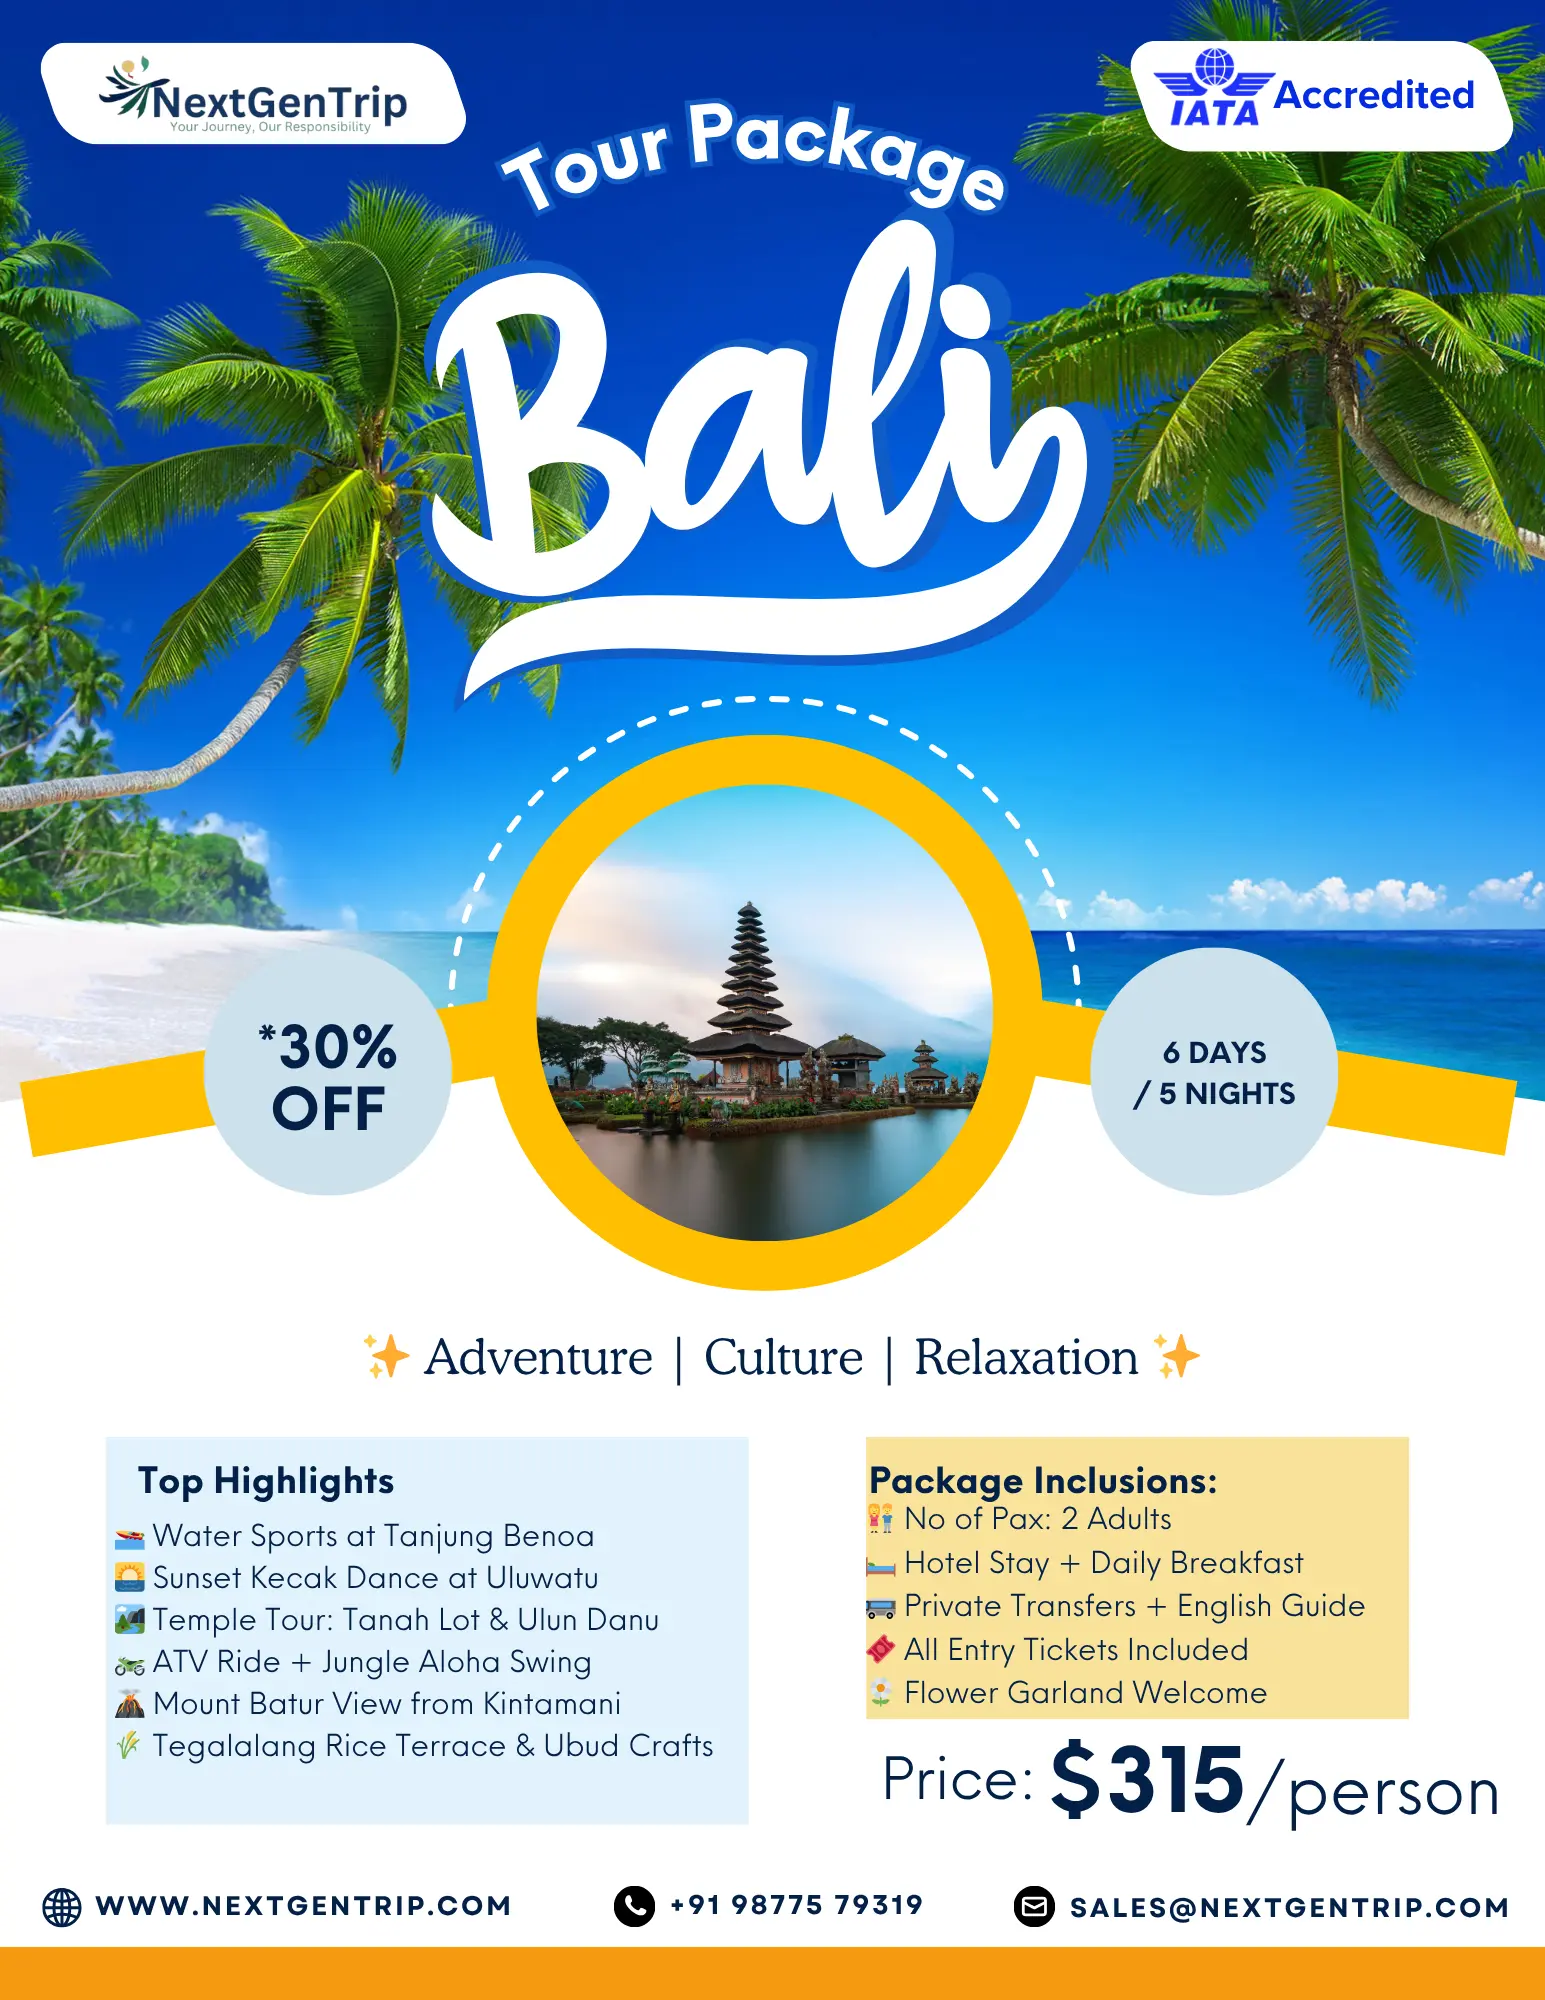 NextGenTrip
Your Journey, Our Responsibility
IATA Accredited
Tour Package
Bali
*30%
OFF
6 DAYS
/ 5 NIGHTS
Adventure | Culture | Relaxation
Top Highlights
Water Sports at Tanjung Benoa
Sunset Kecak Dance at Uluwatu
Temple Tour: Tanah Lot & Ulun Danu
ATV Ride + Jungle Aloha Swing
Mount Batur View from Kintamani
Tegalalang Rice Terrace & Ubud Crafts
Package Inclusions:
No of Pax: 2 Adults
Hotel Stay + Daily Breakfast
Private Transfers + English Guide
All Entry Tickets Included
Flower Garland Welcome
Price: $315/person
WWW.NEXTGENTRIP.COM
+91 98775 79319
SALES@NEXTGENTRIP.COM